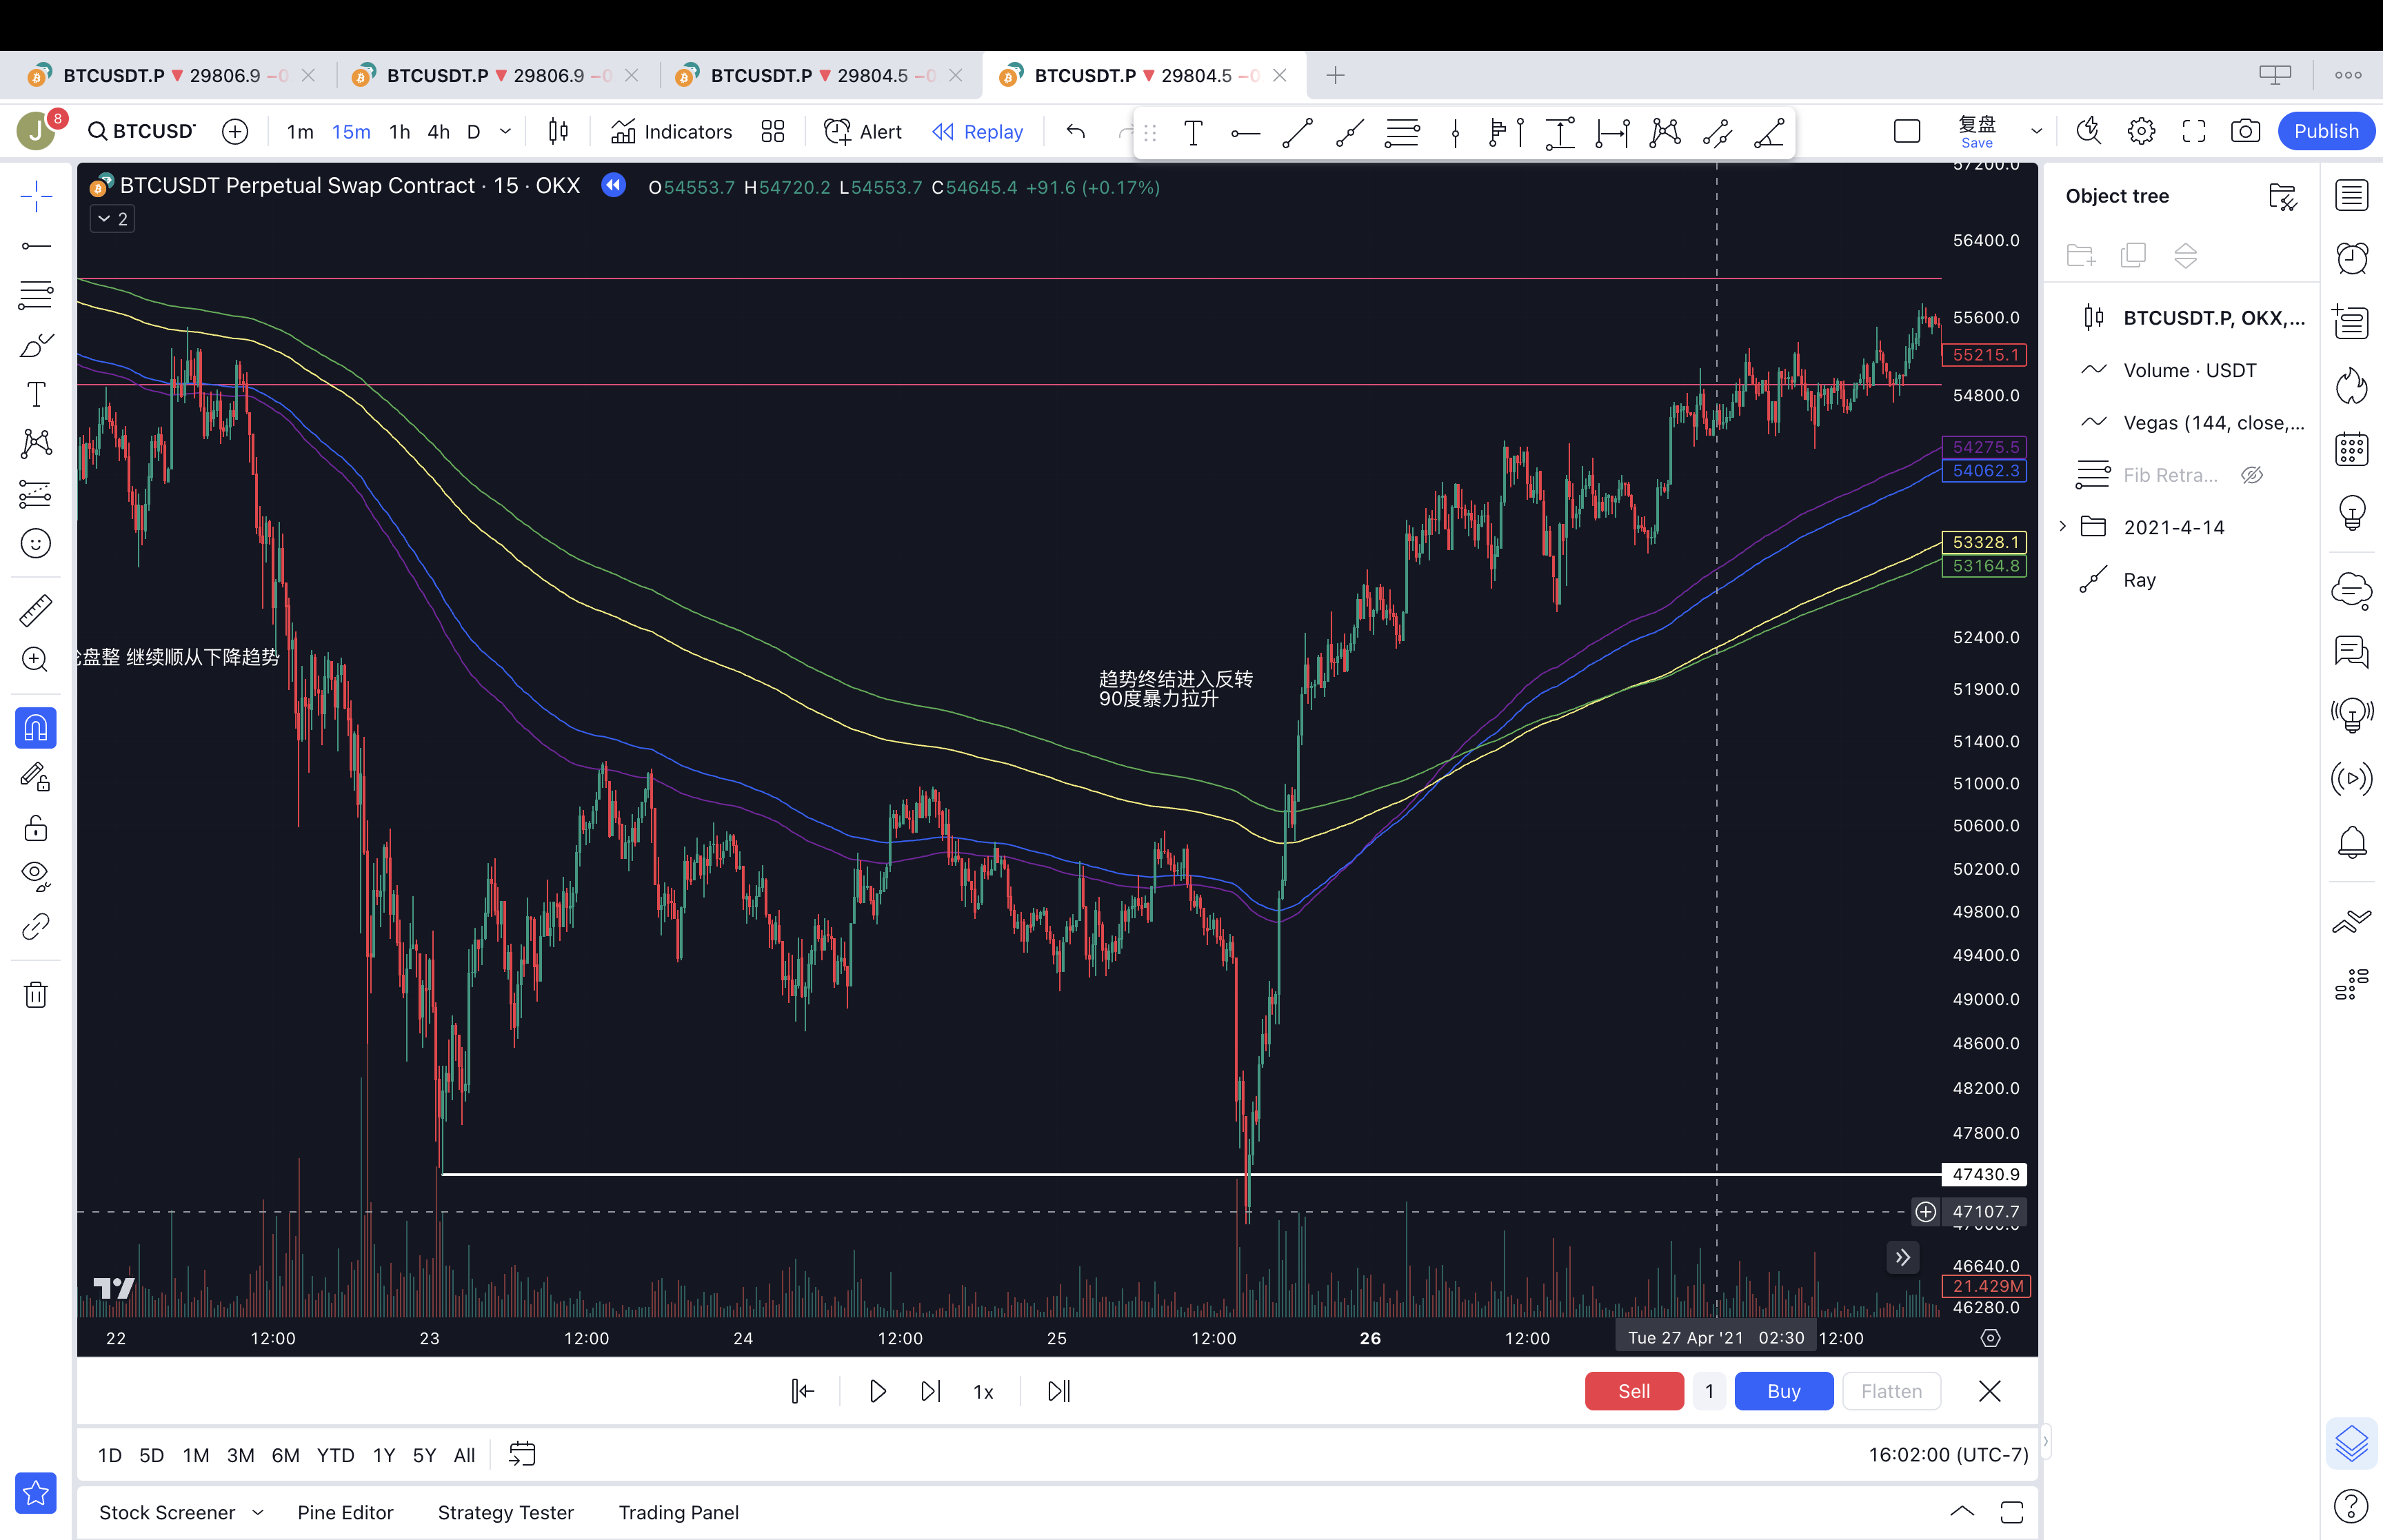 BTCUSDT.P ▼ 29806.9 −0
BTCUSDT.P ▼ 29806.9 −0
BTCUSDT.P ▼ 29804.5 −0
BTCUSDT.P ▼ 29804.5 −0
J
8
BTCUSD
1m 15m 1h 4h D
Indicators
Alert
Replay
复盘
Save
Publish
BTCUSDT Perpetual Swap Contract · 15 · OKX
O54553.7 H54720.2 L54553.7 C54645.4 +91.6 (+0.17%)
2
盘整 继续顺从下降趋势
趋势终结进入反转
90度暴力拉升
57200.0
56400.0
55600.0
55215.1
54800.0
54275.5
54062.3
53328.1
53164.8
52400.0
51900.0
51400.0
51000.0
50600.0
50200.0
49800.0
49400.0
49000.0
48600.0
48200.0
47800.0
47430.9
47107.7
46640.0
21.429M
46280.0
22 12:00 23 12:00 24 12:00 25 12:00 26 12:00 Tue 27 Apr '21 02:30 12:00
Object tree
BTCUSDT.P, OKX,...
Volume · USDT
Vegas (144, close,...
Fib Retra...
2021-4-14
Ray
1x
Sell
1
Buy
Flatten
1D 5D 1M 3M 6M YTD 1Y 5Y All
16:02:00 (UTC-7)
Stock Screener
Pine Editor
Strategy Tester
Trading Panel